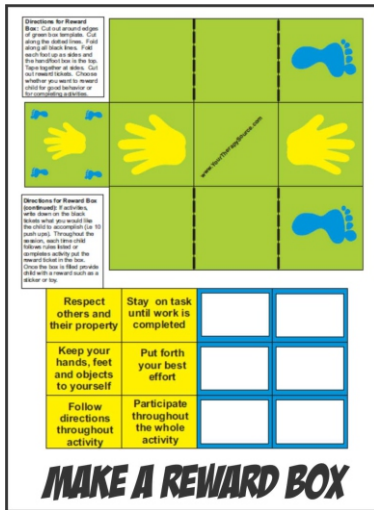 Directions for Reward
Box: Cut out around edges
of green box template. Cut
along the dotted lines. Fold
along all black lines. Fold
each foot up as sides and
the hand/feet box is the top.
Tape together at sides. Cut
out reward tickets. Choose
whether you want to reward
child for good behavior or
for completing activities.
www.YourTherapySource.com
Directions for Reward Box
(continued): If activities,
write down on the black
tickets what you would like
the child to accomplish (i.e 10
push ups). Throughout the
session, each time child
follows rules listed or
completes activity put the
reward ticket in the box.
Once the box is filled provide
child with a reward such as a
sticker or toy.
Respect
others and
their property
Stay on task
until work is
completed
Keep your
hands, feet
and objects
to yourself
Put forth
your best
effort
Follow
directions
throughout
activity
Participate
throughout
the whole
activity
MAKE A REWARD BOX